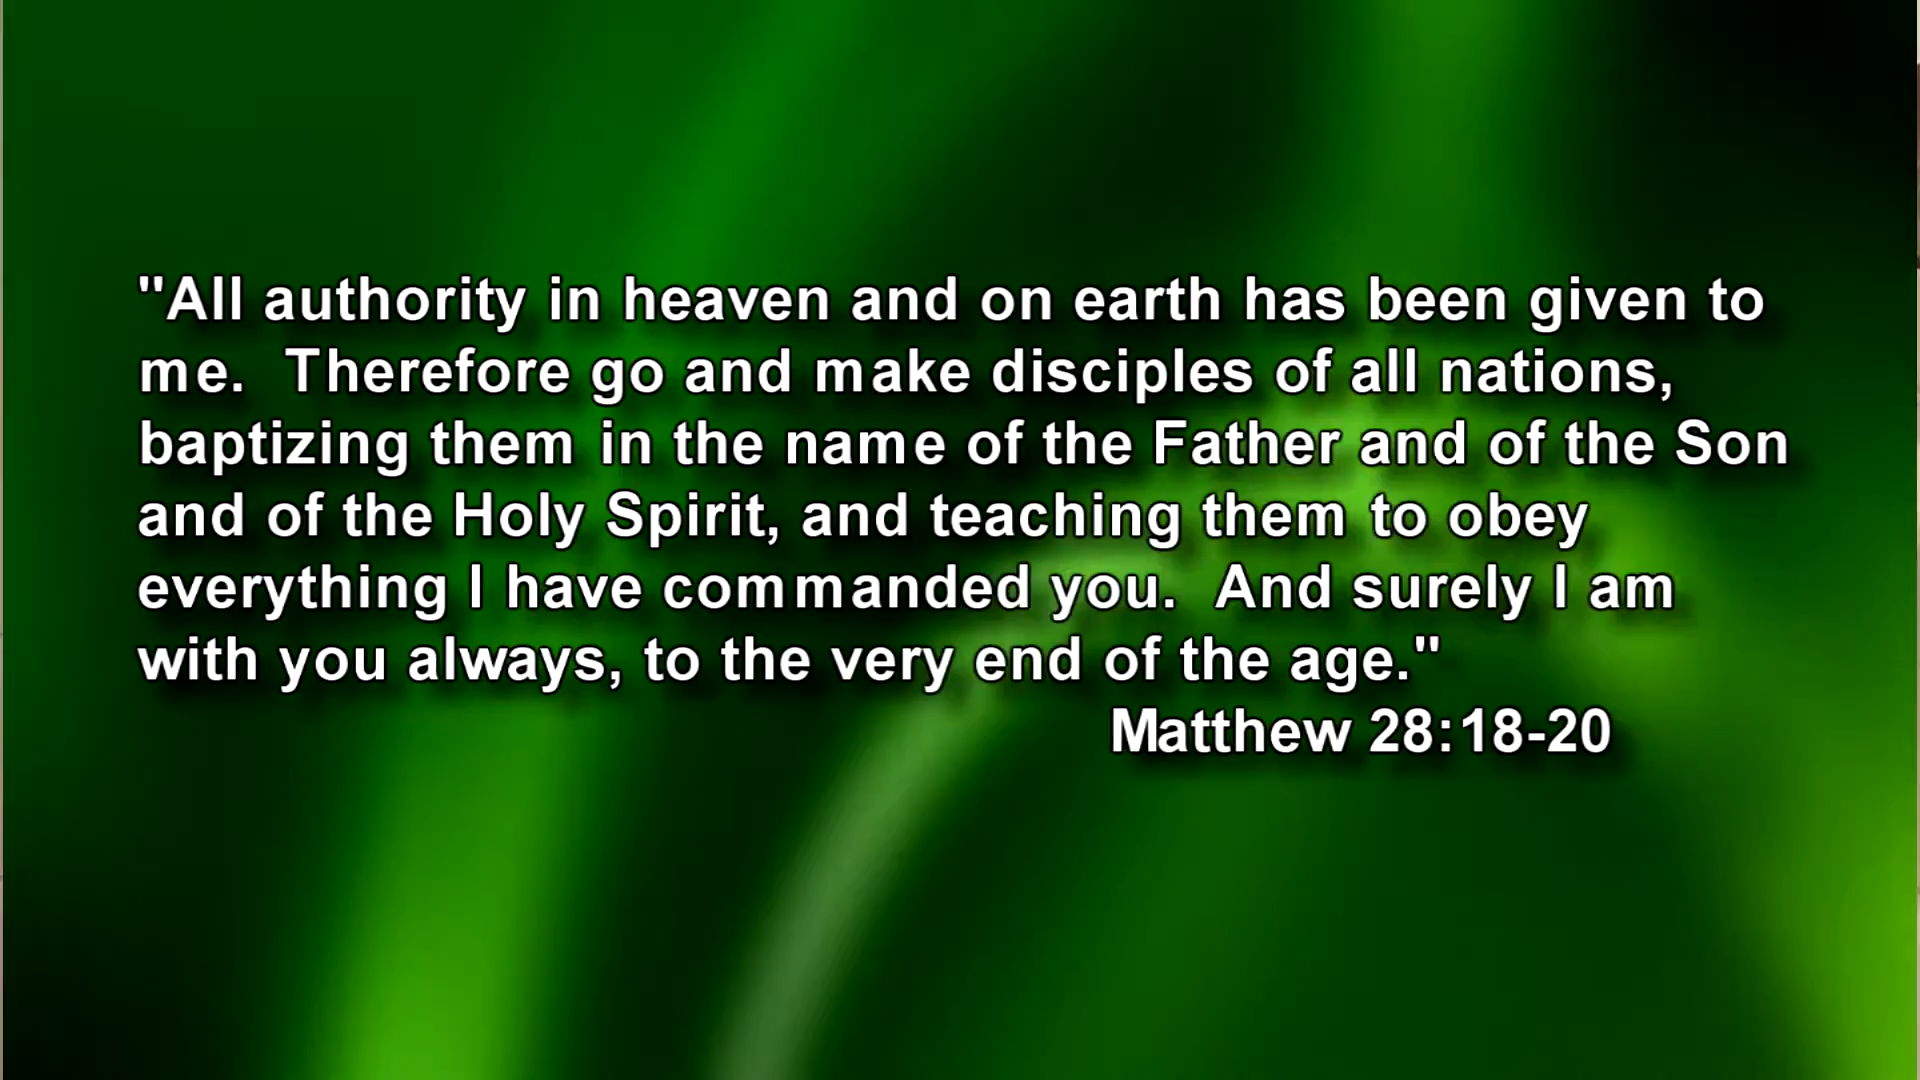 "All authority in heaven and on earth has been given to
me.  Therefore go and make disciples of all nations,
baptizing them in the name of the Father and of the Son
and of the Holy Spirit, and teaching them to obey
everything I have commanded you.  And surely I am
with you always, to the very end of the age."
Matthew 28:18-20